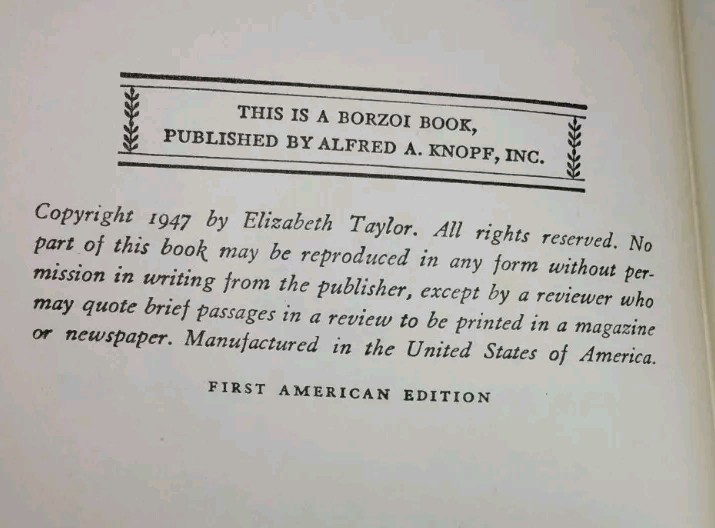 THIS IS A BORZOI BOOK,
PUBLISHED BY ALFRED A. KNOPF, INC.
Copyright 1947 by Elizabeth Taylor. All rights reserved. No
part of this book may be reproduced in any form without per-
mission in writing from the publisher, except by a reviewer who
may quote brief passages in a review to be printed in a magazine
or newspaper. Manufactured in the United States of America.
FIRST AMERICAN EDITION